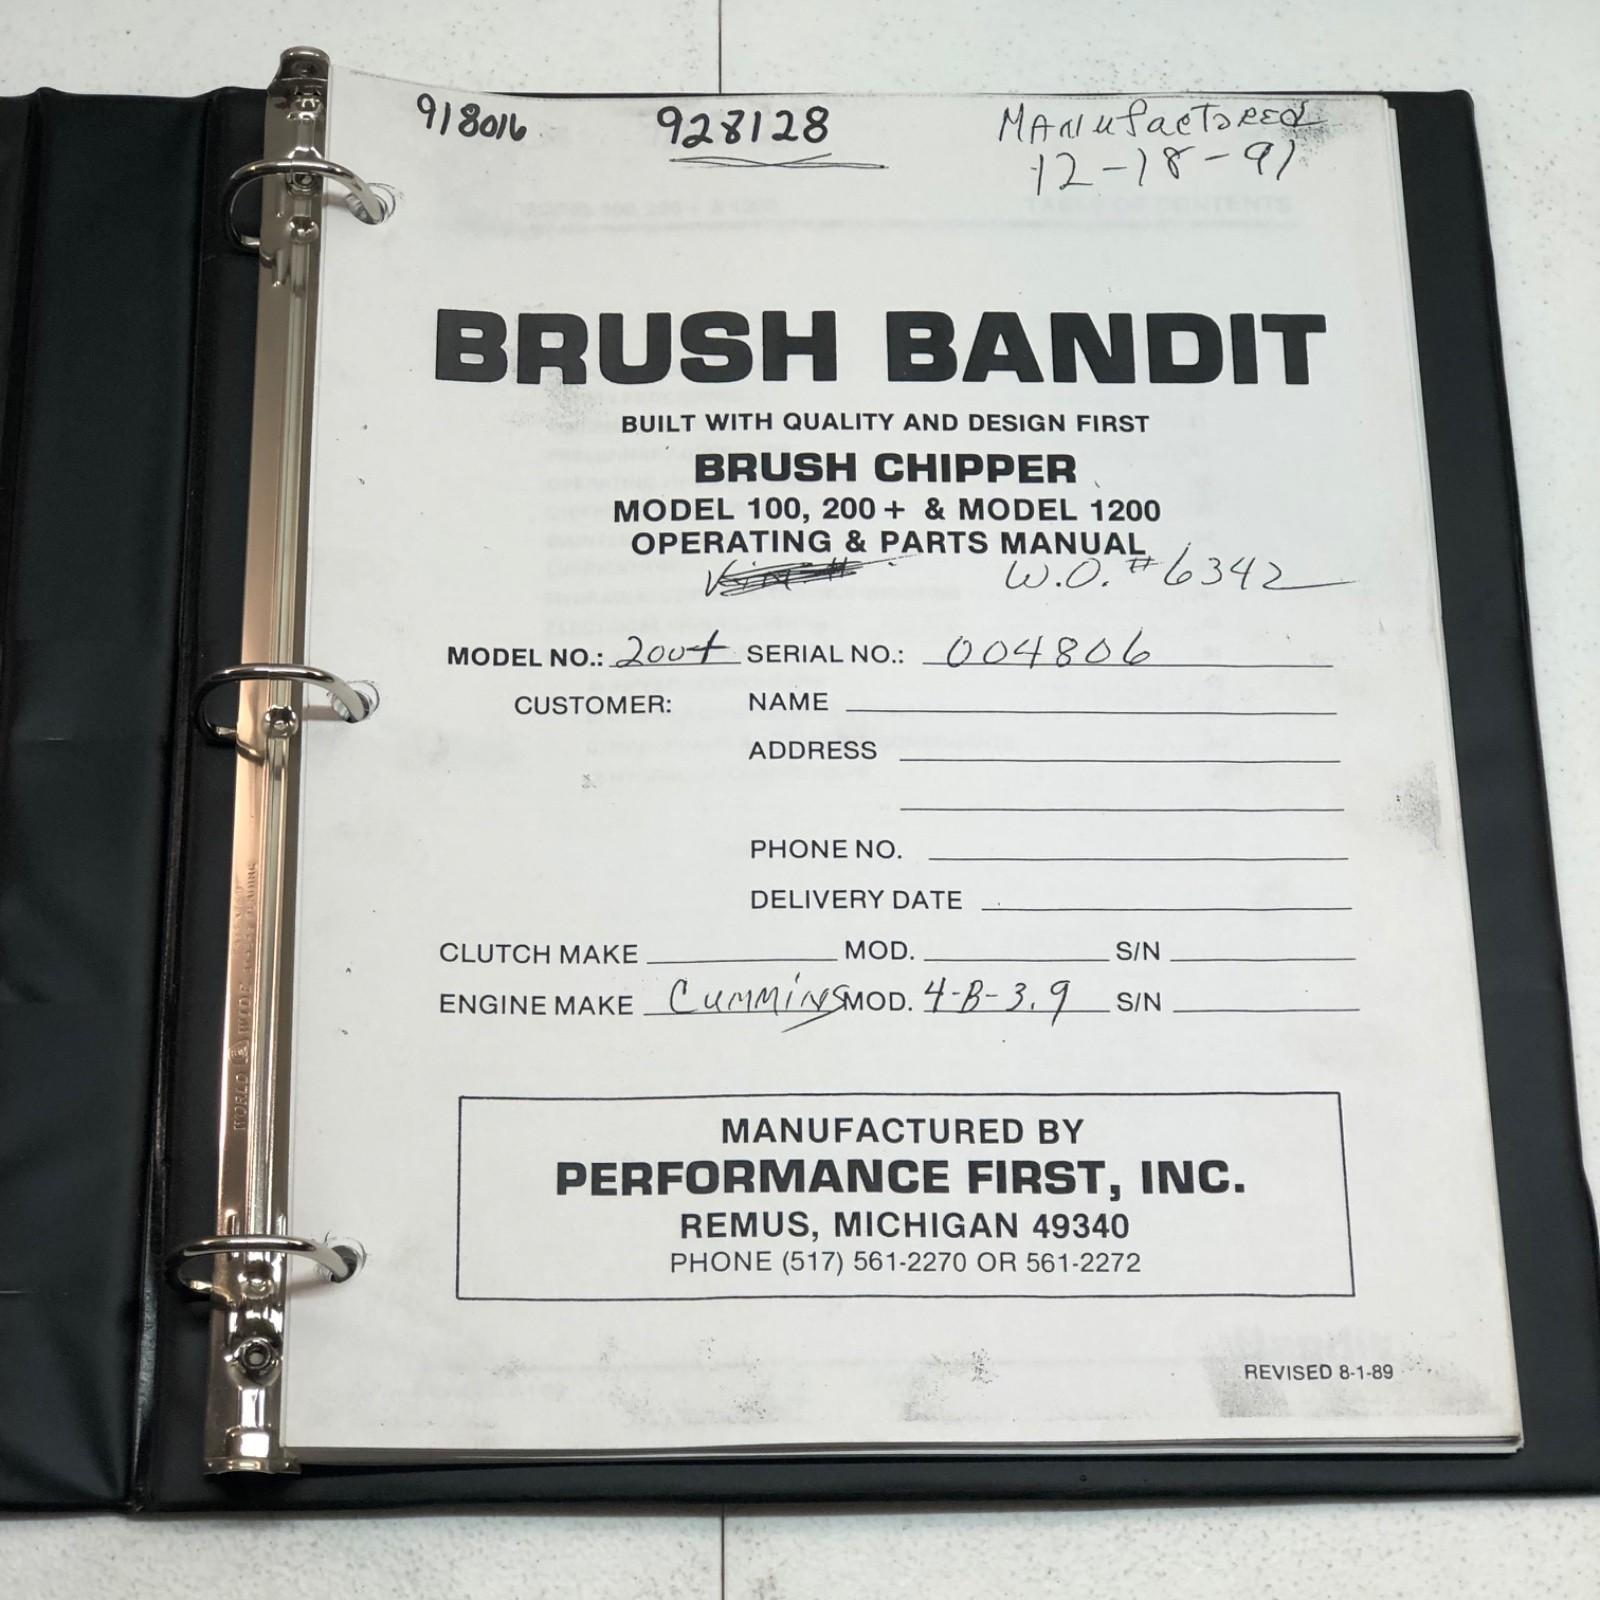 918016 928128 Manufactured
12-18-91
BRUSH BANDIT
BUILT WITH QUALITY AND DESIGN FIRST
BRUSH CHIPPER
MODEL 100, 200+ & MODEL 1200
OPERATING & PARTS MANUAL
W.O. #6342
MODEL NO.: 200+ SERIAL NO.: 004806
CUSTOMER: NAME
ADDRESS
PHONE NO.
DELIVERY DATE
CLUTCH MAKE MOD. S/N
ENGINE MAKE Cummins MOD. 4-B-3.9 S/N
MANUFACTURED BY
PERFORMANCE FIRST, INC.
REMUS, MICHIGAN 49340
PHONE (517) 561-2270 OR 561-2272
REVISED 8-1-89
WORLD